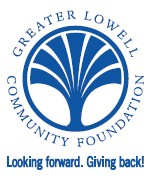 GREATER LOWELL
COMMUNITY FOUNDATION
Looking forward. Giving back!